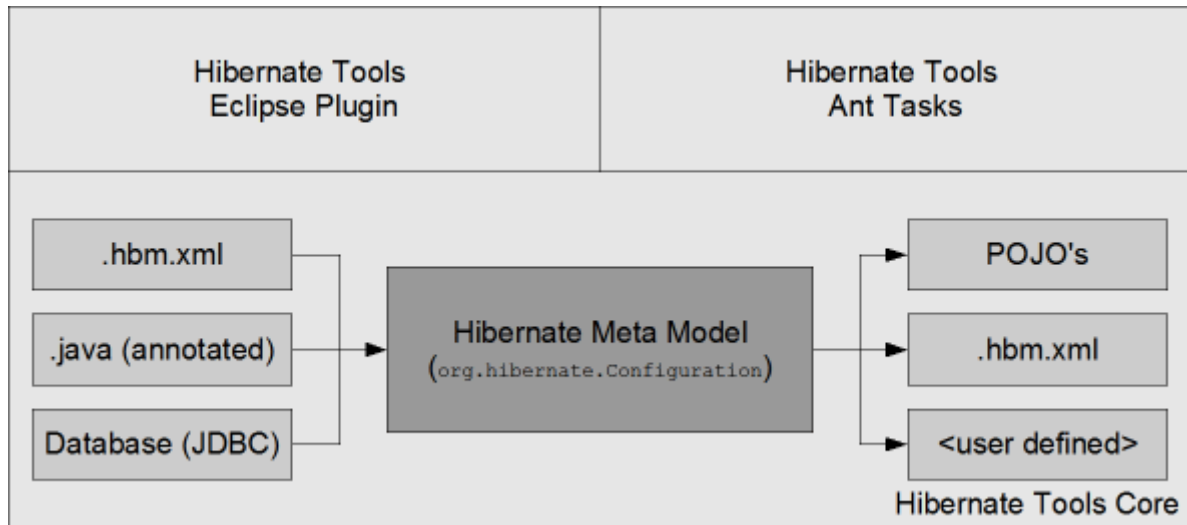 Hibernate Tools
Eclipse Plugin
Hibernate Tools
Ant Tasks
.hbm.xml
.java (annotated)
Database (JDBC)
Hibernate Meta Model
(org.hibernate.Configuration)
POJO's
.hbm.xml
<user defined>
Hibernate Tools Core